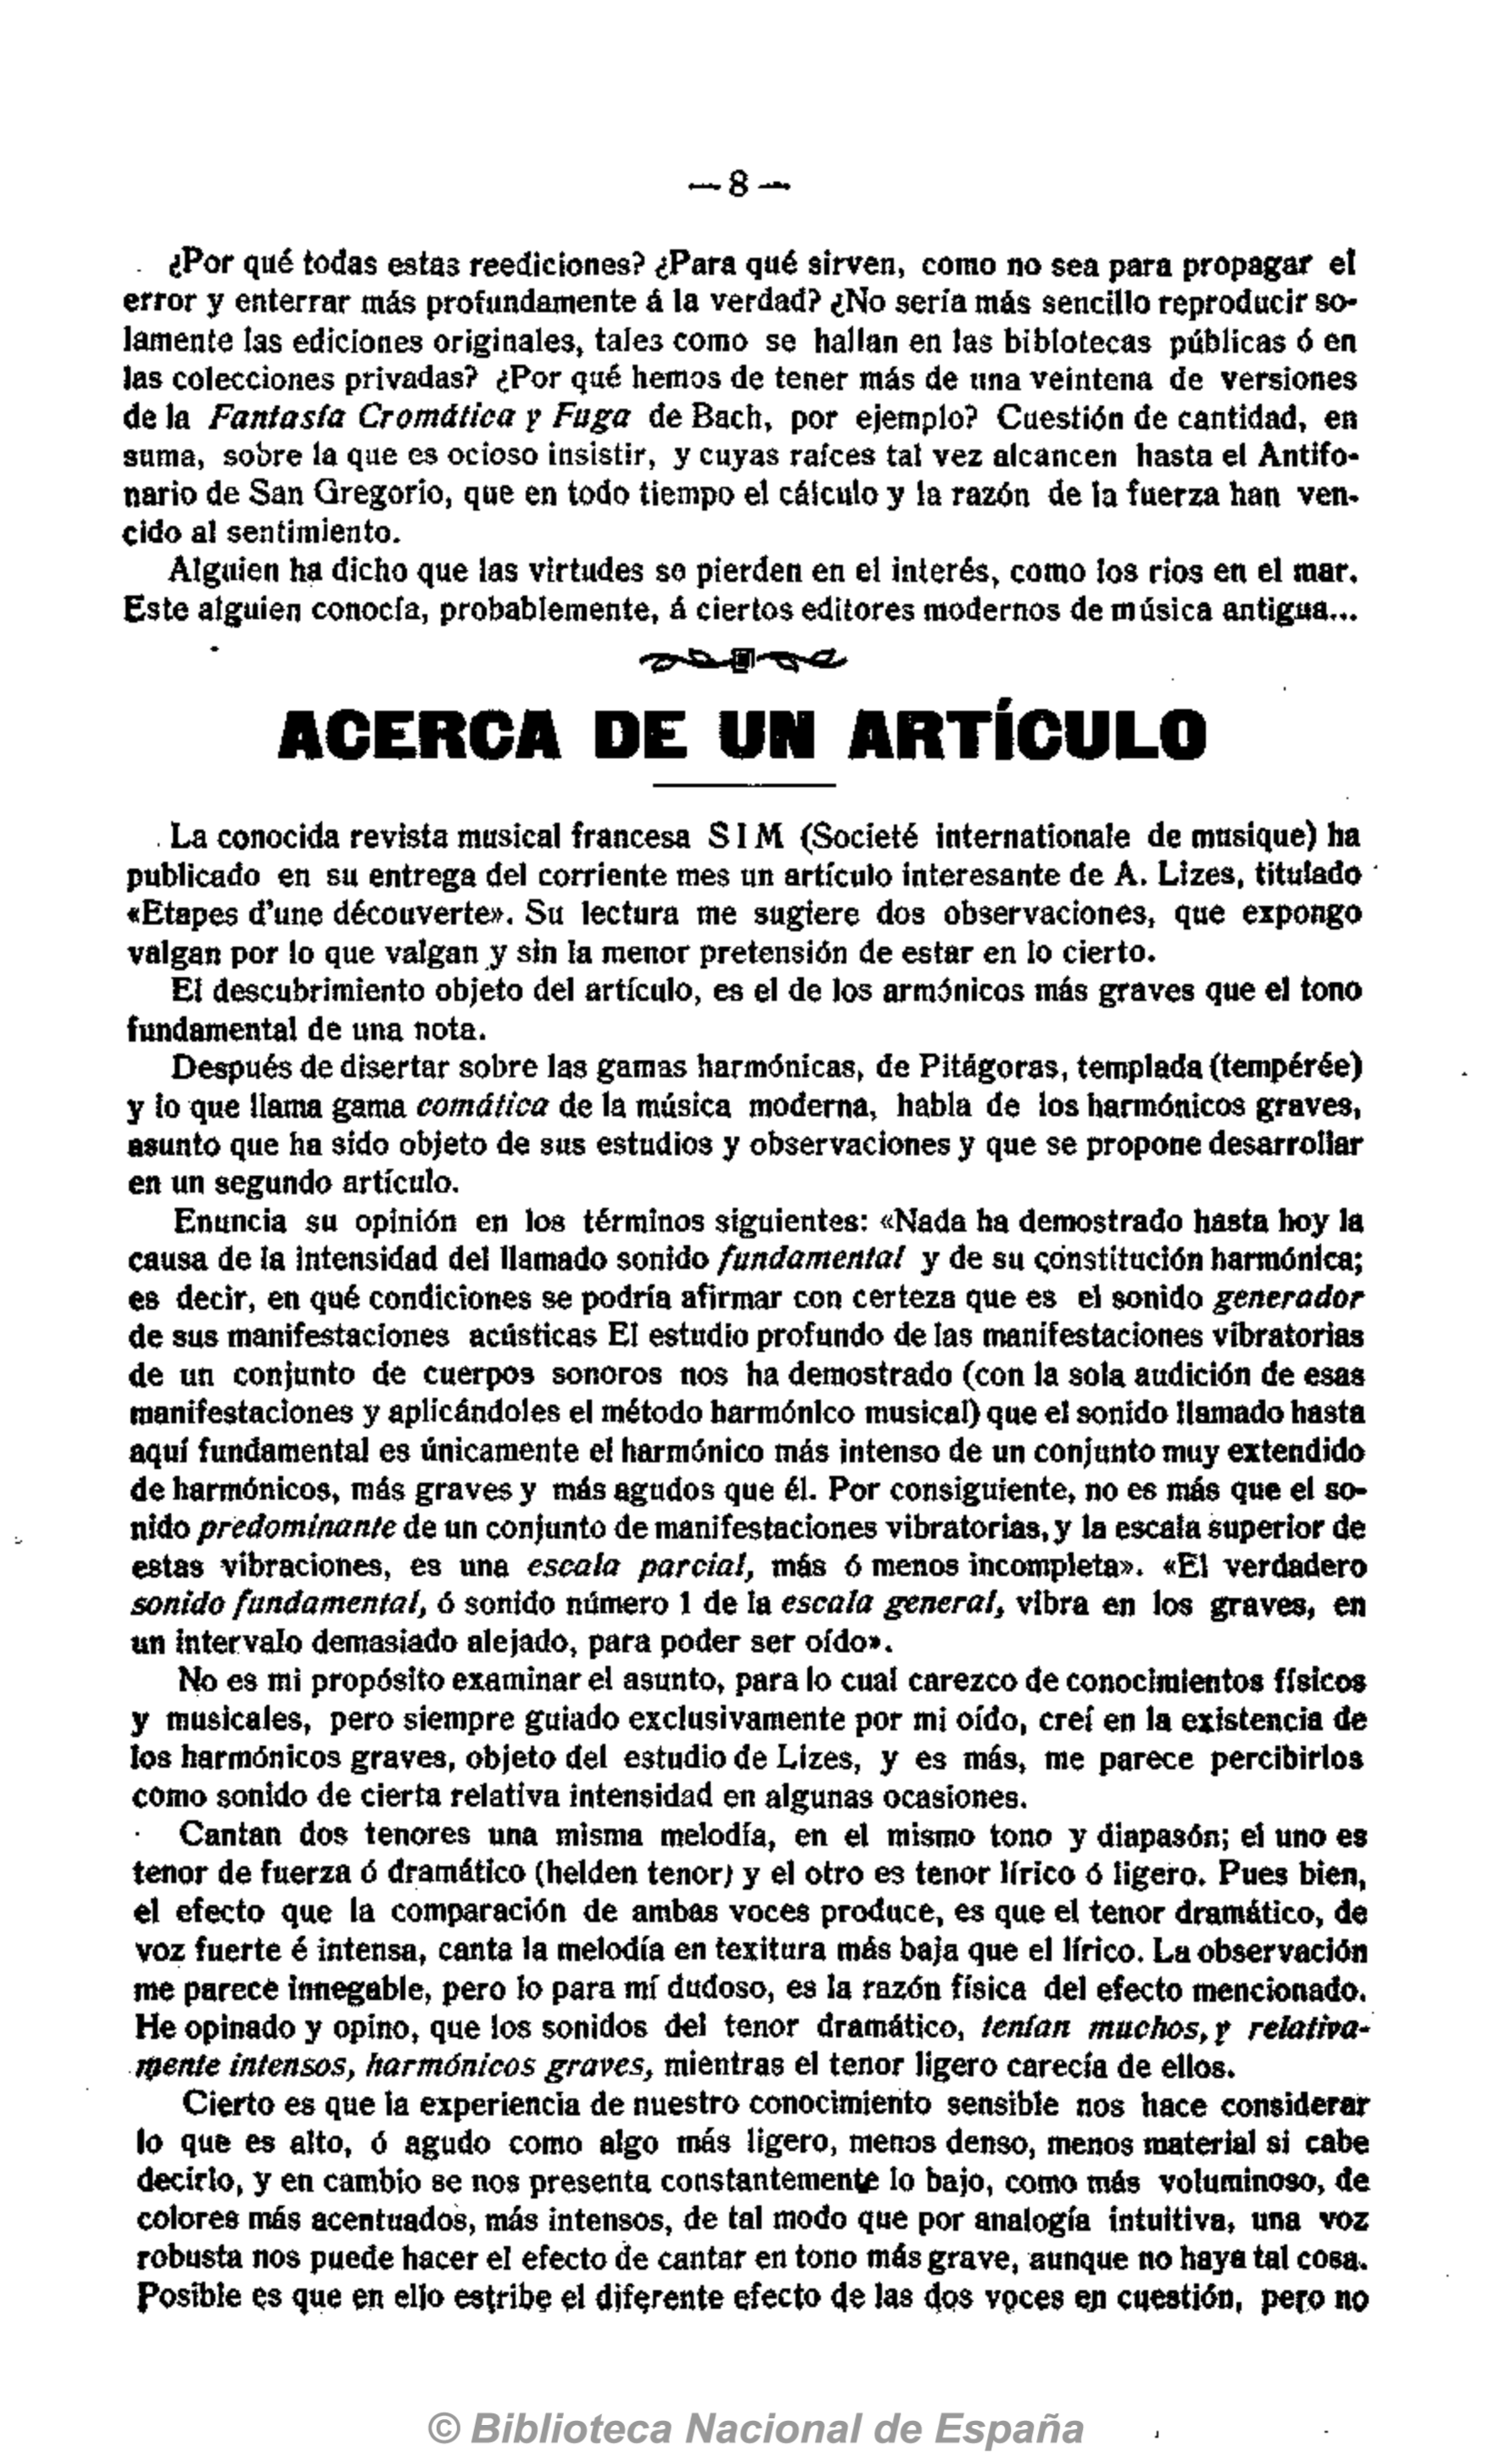 — 8 —
¿Por qué todas estas reediciones? ¿Para qué sirven, como no sea para propagar el
error y enterrar más profundamente á la verdad? ¿No sería más sencillo reproducir so-
lamente las ediciones originales, tales como se hallan en las bibliotecas públicas ó en
las colecciones privadas? ¿Por qué hemos de tener más de una veintena de versiones
de la Fantasía Cromática y Fuga de Bach, por ejemplo? Cuestión de cantidad, en
suma, sobre la que es ocioso insistir, y cuyas raíces tal vez alcancen hasta el Antifo-
nario de San Gregorio, que en todo tiempo el cálculo y la razón de la fuerza han ven-
cido al sentimiento.
Alguien ha dicho que las virtudes se pierden en el interés, como los rios en el mar.
Este alguien conocía, probablemente, á ciertos editores modernos de música antigua...
ACERCA DE UN ARTÍCULO
La conocida revista musical francesa S I M (Societé internationale de musique) ha
publicado en su entrega del corriente mes un artículo interesante de A. Lizes, titulado
«Etapes d'une découverte». Su lectura me sugiere dos observaciones, que expongo
valgan por lo que valgan y sin la menor pretensión de estar en lo cierto.
El descubrimiento objeto del artículo, es el de los armónicos más graves que el tono
fundamental de una nota.
Después de disertar sobre las gamas harmónicas, de Pitágoras, templada (tempérée)
y lo que llama gama comática de la música moderna, habla de los harmónicos graves,
asunto que ha sido objeto de sus estudios y observaciones y que se propone desarrollar
en un segundo artículo.
Enuncia su opinión en los términos siguientes: «Nada ha demostrado hasta hoy la
causa de la intensidad del llamado sonido fundamental y de su constitución harmónica;
es decir, en qué condiciones se podría afirmar con certeza que es el sonido generador
de sus manifestaciones acústicas El estudio profundo de las manifestaciones vibratorias
de un conjunto de cuerpos sonoros nos ha demostrado (con la sola audición de esas
manifestaciones y aplicándoles el método harmónico musical) que el sonido llamado hasta
aquí fundamental es únicamente el harmónico más intenso de un conjunto muy extendido
de harmónicos, más graves y más agudos que él. Por consiguiente, no es más que el so-
nido predominante de un conjunto de manifestaciones vibratorias, y la escala superior de
estas vibraciones, es una escala parcial, más ó menos incompleta». «El verdadero
sonido fundamental, ó sonido número 1 de la escala general, vibra en los graves, en
un intervalo demasiado alejado, para poder ser oído».
No es mi propósito examinar el asunto, para lo cual carezco de conocimientos físicos
y musicales, pero siempre guiado exclusivamente por mi oído, creí en la existencia de
los harmónicos graves, objeto del estudio de Lizes, y es más, me parece percibirlos
como sonido de cierta relativa intensidad en algunas ocasiones.
Cantan dos tenores una misma melodía, en el mismo tono y diapasón; el uno es
tenor de fuerza ó dramático (helden tenor) y el otro es tenor lírico ó ligero. Pues bien,
el efecto que la comparación de ambas voces produce, es que el tenor dramático, de
voz fuerte é intensa, canta la melodía en texitura más baja que el lírico. La observación
me parece innegable, pero lo para mí dudoso, es la razón física del efecto mencionado.
He opinado y opino, que los sonidos del tenor dramático, tenían muchos, y relativa-
mente intensos, harmónicos graves, mientras el tenor ligero carecía de ellos.
Cierto es que la experiencia de nuestro conocimiento sensible nos hace considerar
lo que es alto, ó agudo como algo más ligero, menos denso, menos material si cabe
decirlo, y en cambio se nos presenta constantemente lo bajo, como más voluminoso, de
colores más acentuados, más intensos, de tal modo que por analogía intuitiva, una voz
robusta nos puede hacer el efecto de cantar en tono más grave, aunque no haya tal cosa.
Posible es que en ello estribe el diferente efecto de las dos voces en cuestión, pero no
© Biblioteca Nacional de España